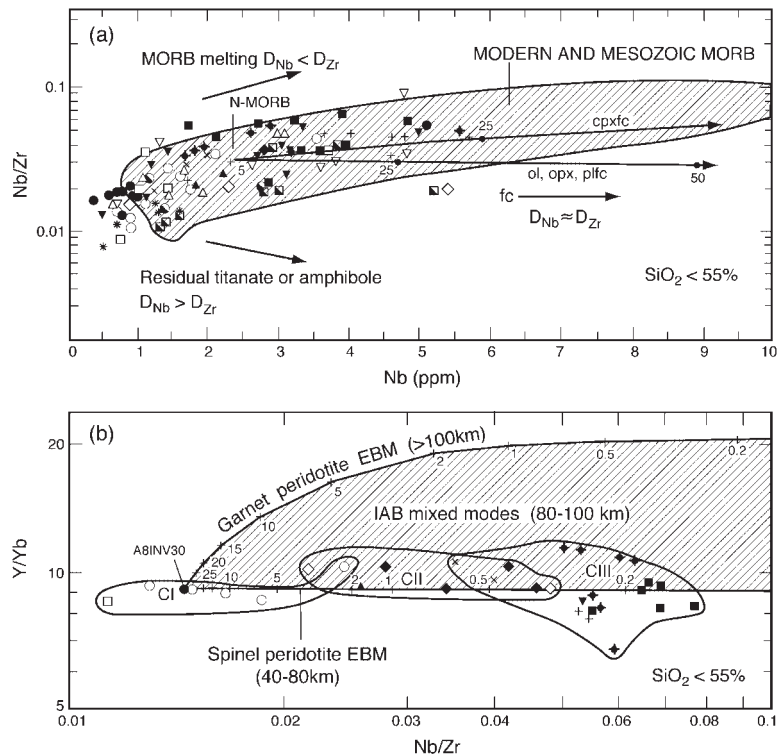 (a)
MORB melting D_Nb < D_Zr
MODERN AND MESOZOIC MORB
N-MORB
cpxfc
25
5
25
ol, opx, plfc
50
fc
D_Nb ≈ D_Zr
Residual titanate or amphibole
D_Nb > D_Zr
SiO₂ < 55%
Nb/Zr
0.1
0.01
0 1 2 3 4 5 6 7 8 9 10
Nb (ppm)
(b)
Garnet peridotite EBM (>100km)
0.2
0.5
1
2
5
10
15
20
25
IAB mixed modes (80-100 km)
A8INV30
25 10 5 2 1 0.5 0.2
CI
CII
CIII
Spinel peridotite EBM
(40-80km)
SiO₂ < 55%
Y/Yb
20
10
5
0.01 0.02 0.03 0.04 0.06 0.08 0.1
Nb/Zr